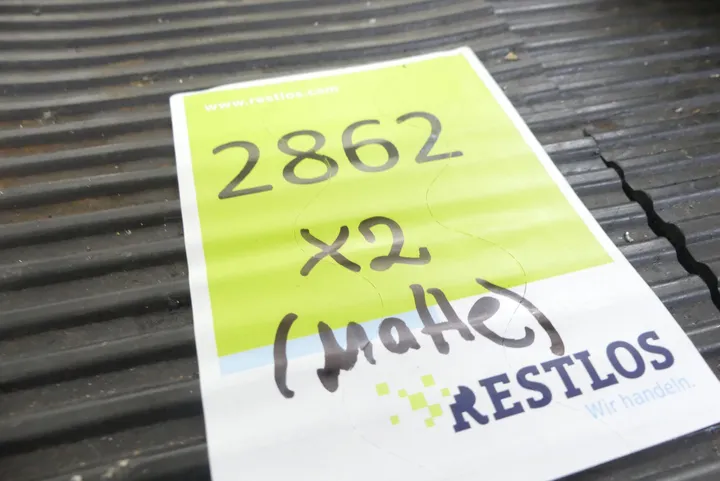 www.restlos.com
2862
x2
(Matte)
RESTLOS
Wir handeln.